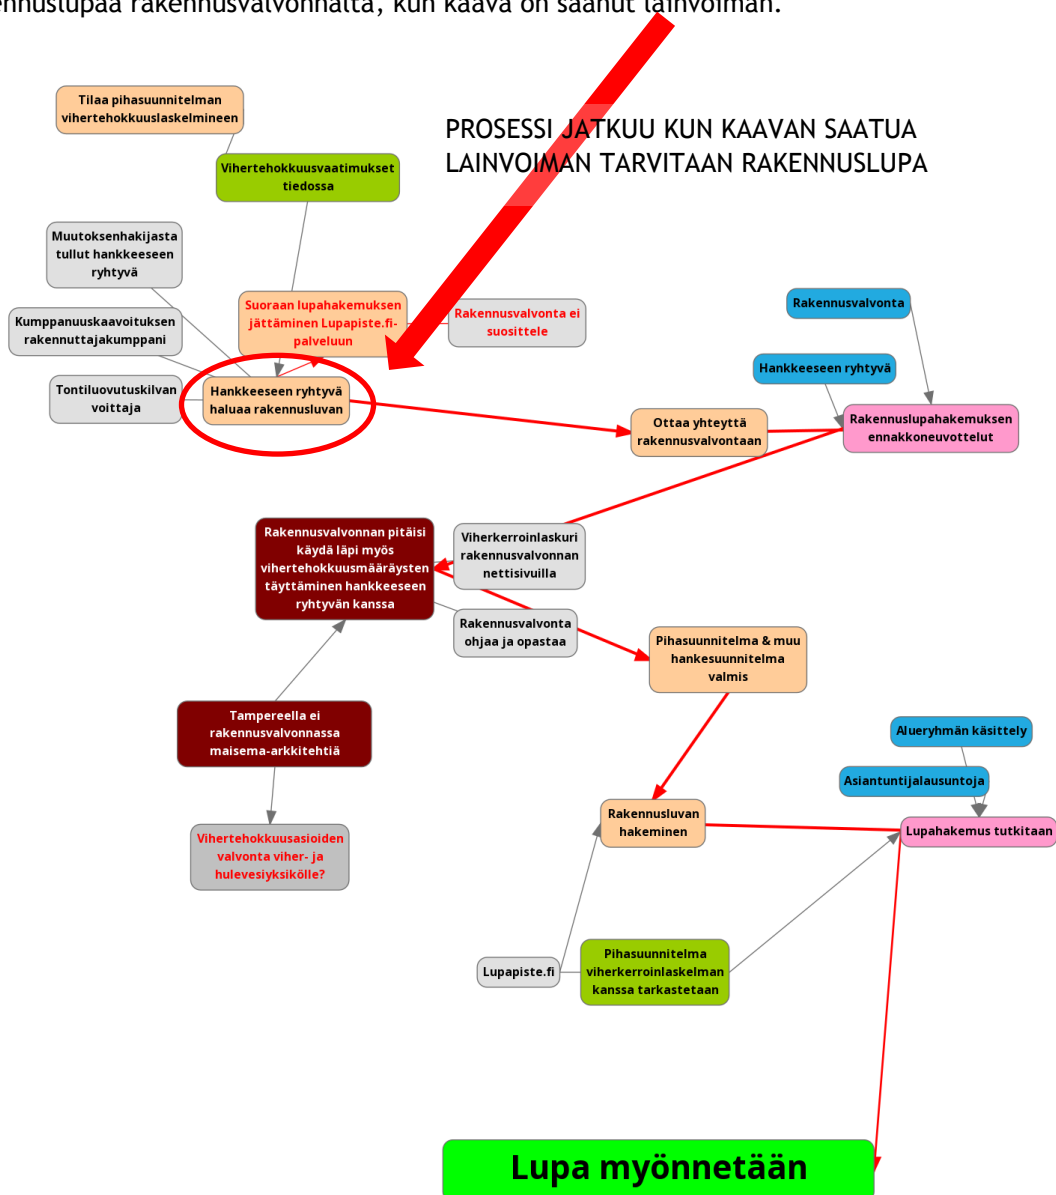 ennuslupaa rakennusvalvonnalta, kun kaava on saanut lainvoiman.
Tilaa pihasuunnitelman
vihertehokkuuslaskelmineen
PROSESSI JATKUU KUN KAAVAN SAATUA
LAINVOIMAN TARVITAAN RAKENNUSLUPA
Vihertehokkuusvaatimukset
tiedossa
Muutoksenhakijasta
tullut hankkeeseen
ryhtyvä
Suoraan lupahakemuksen
jättäminen Lupapiste.fi-
palveluun
Rakennusvalvonta ei
suosittele
Rakennusvalvonta
Kumppanuuskaavoituksen
rakennuttajakumppani
Hankkeeseen ryhtyvä
Tontiluovutuskilvan
voittaja
Hankkeeseen ryhtyvä
haluaa rakennusluvan
Ottaa yhteyttä
rakennusvalvontaan
Rakennuslupahakemuksen
ennakkoneuvottelut
Rakennusvalvonnan pitäisi
käydä läpi myös
vihertehokkuusmääräysten
täyttäminen hankkeeseen
ryhtyvän kanssa
Viherkerroinlaskuri
rakennusvalvonnan
nettisivuilla
Rakennusvalvonta
ohjaa ja opastaa
Pihasuunnitelma & muu
hankesuunnitelma
valmis
Tampereella ei
rakennusvalvonnassa
maisema-arkkitehtiä
Alueryhmän käsittely
Asiantuntijalausuntoja
Rakennusluvan
hakeminen
Lupahakemus tutkitaan
Vihertehokkuusasioiden
valvonta viher- ja
hulevesiyksikölle?
Lupapiste.fi
Pihasuunnitelma
viherkerroinlaskelman
kanssa tarkastetaan
Lupa myönnetään